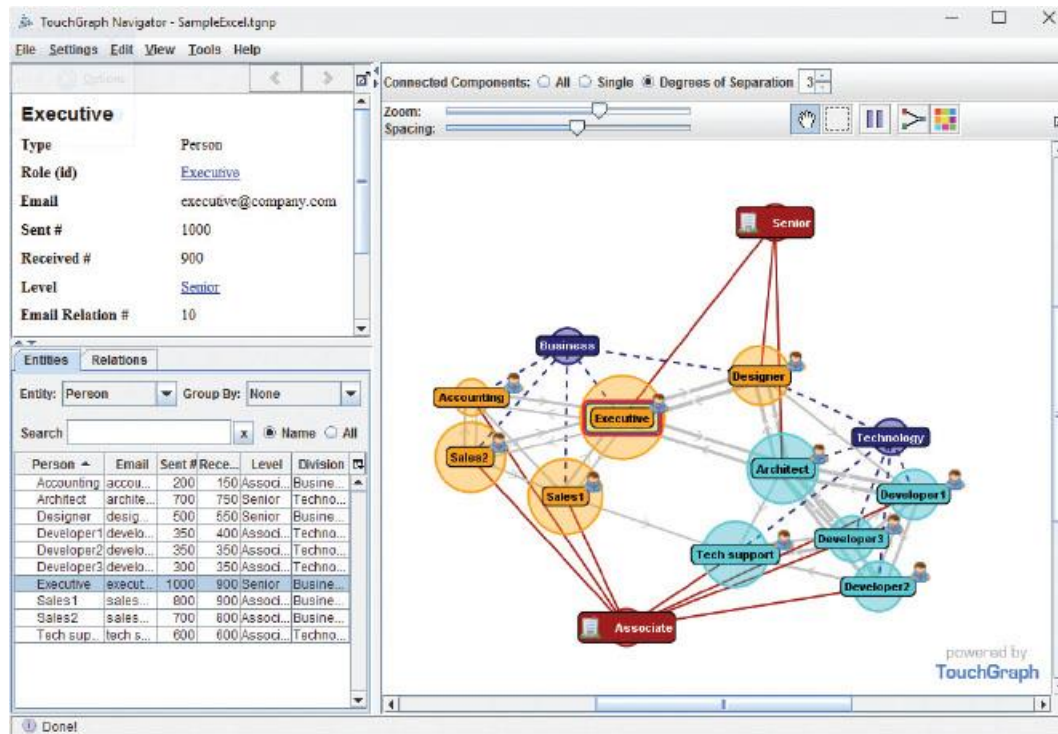 TouchGraph Navigator - SampleExcel.tgnp
File Settings Edit View Tools Help
Options
Connected Components: All Single Degrees of Separation 3
Zoom:
Spacing:
Executive
Type Person
Role (id) Executive
Email executive@company.com
Sent # 1000
Received # 900
Level Senior
Email Relation # 10
Entities Relations
Entity: Person Group By: None
Search x Name All
Person Email Sent # Rece... Level Division
Accounting accou... 200 150 Associ... Busine...
Architect archite... 700 750 Senior Techno...
Designer desig... 500 550 Senior Busine...
Developer1 develo... 350 400 Associ... Techno...
Developer2 develo... 350 350 Associ... Techno...
Developer3 develo... 300 350 Associ... Techno...
Executive execut... 1000 900 Senior Busine...
Sales1 sales... 800 900 Associ... Busine...
Sales2 sales... 700 800 Associ... Busine...
Tech sup... tech s... 600 600 Associ... Techno...
Senior
Business
Designer
Accounting
Executive
Technology
Sales2
Architect
Sales1
Developer1
Developer3
Tech support
Developer2
Associate
powered by
TouchGraph
Done!